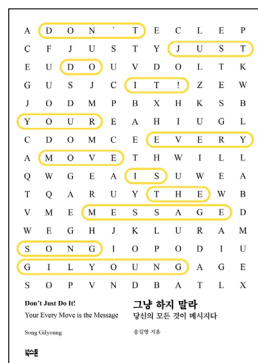 A D O N ' T E C L E P
C F J U S T Y J U S T
E U D O U V D O L T K
G U S J C I T ! Z E W
J O D M P B X H K S B
Y O U R E A H I U G L
C D O M C E E V E R Y
A M O V E T H W I L L
Q W G E A I S U W E A
T Q A R U Y T H E W B
V M E M E S S A G E D
W E G H J K L U R A M
S O N G I O P O D I U
G I L Y O U N G A G E
S O P V N D B A T L X
Don't Just Do It!
Your Every Move is the Message
Song Gilyoung
그냥 하지 말라
당신의 모든 것이 메시지다
송길영 지음
북스톤